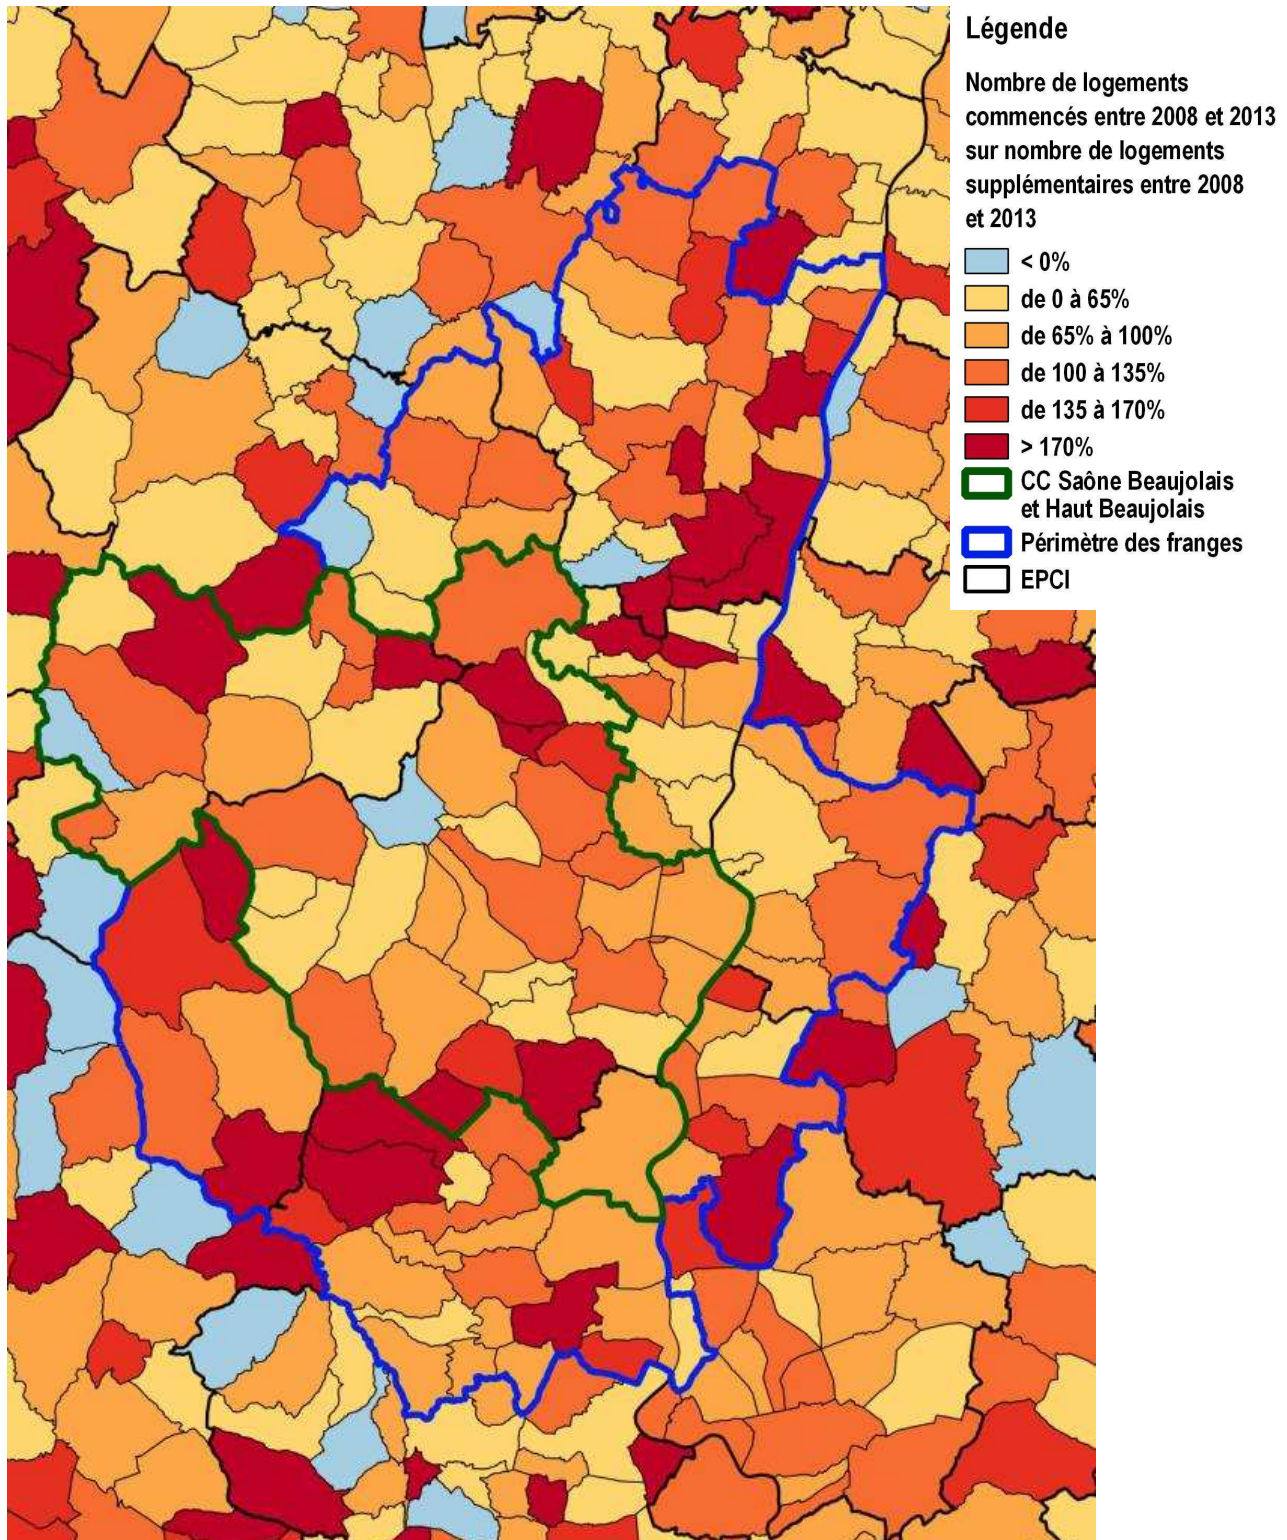 Légende
Nombre de logements
commencés entre 2008 et 2013
sur nombre de logements
supplémentaires entre 2008
et 2013
< 0%
de 0 à 65%
de 65% à 100%
de 100 à 135%
de 135 à 170%
> 170%
CC Saône Beaujolais
et Haut Beaujolais
Périmètre des franges
EPCI